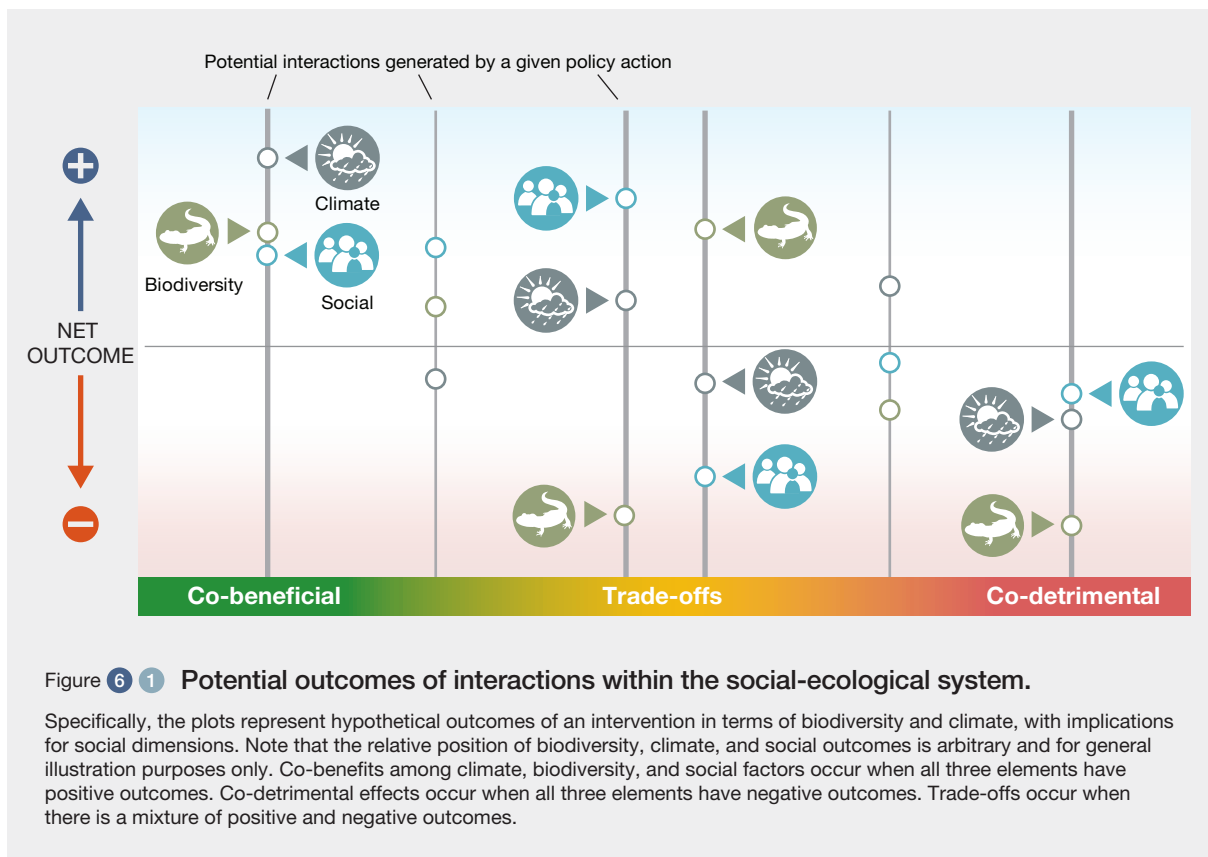 Potential interactions generated by a given policy action
Climate
Biodiversity
Social
NET
OUTCOME
Co-beneficial
Trade-offs
Co-detrimental
Figure 6 1 Potential outcomes of interactions within the social-ecological system.
Specifically, the plots represent hypothetical outcomes of an intervention in terms of biodiversity and climate, with implications
for social dimensions. Note that the relative position of biodiversity, climate, and social outcomes is arbitrary and for general
illustration purposes only. Co-benefits among climate, biodiversity, and social factors occur when all three elements have
positive outcomes. Co-detrimental effects occur when all three elements have negative outcomes. Trade-offs occur when
there is a mixture of positive and negative outcomes.